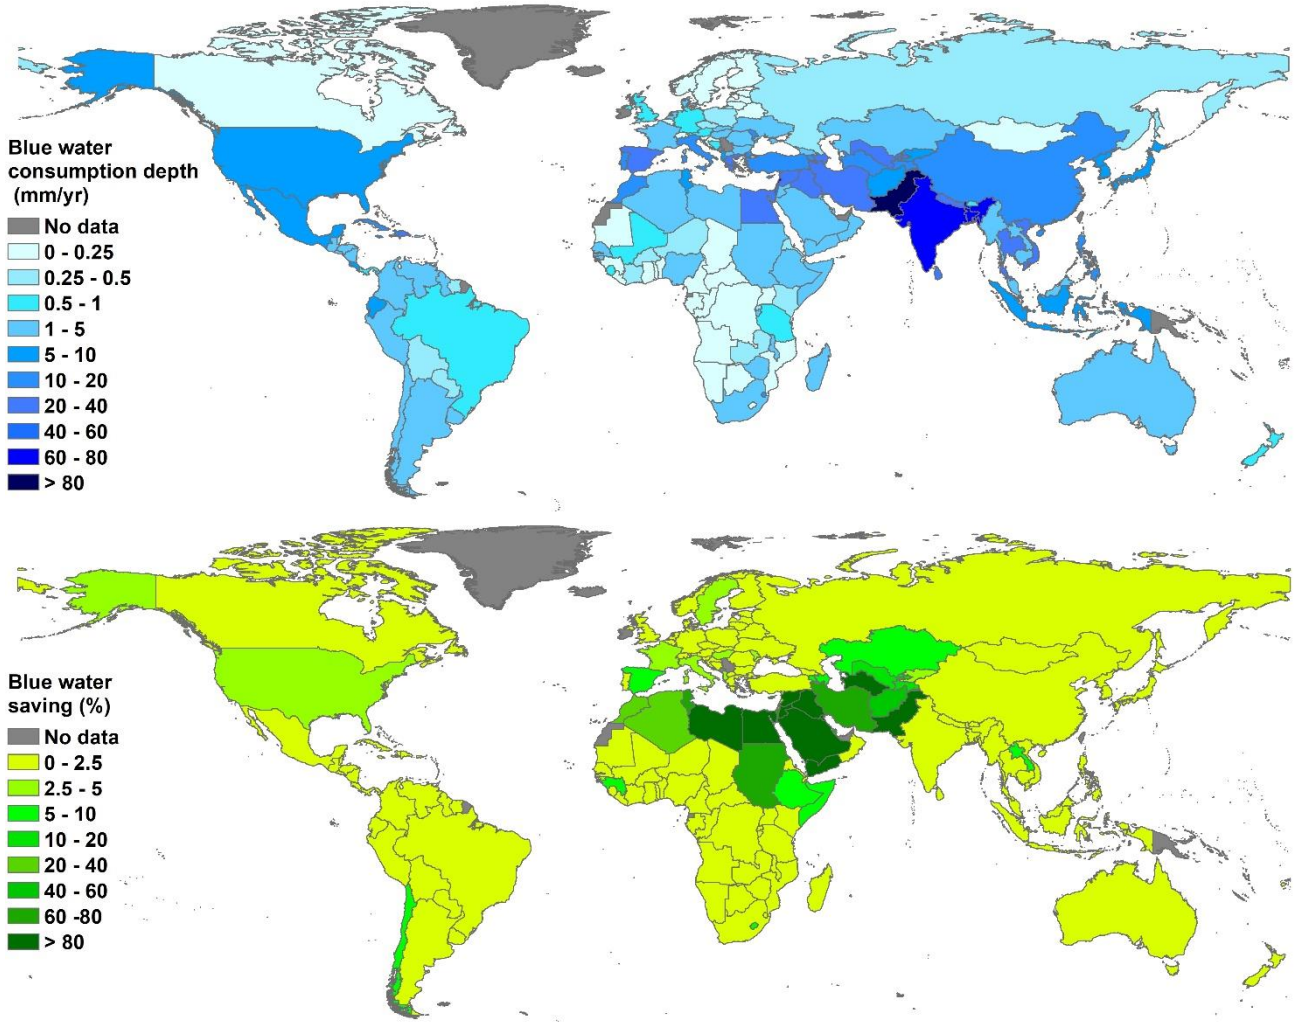 Blue water
consumption depth
(mm/yr)
No data
0 - 0.25
0.25 - 0.5
0.5 - 1
1 - 5
5 - 10
10 - 20
20 - 40
40 - 60
60 - 80
> 80
Blue water
saving (%)
No data
0 - 2.5
2.5 - 5
5 - 10
10 - 20
20 - 40
40 - 60
60 -80
> 80